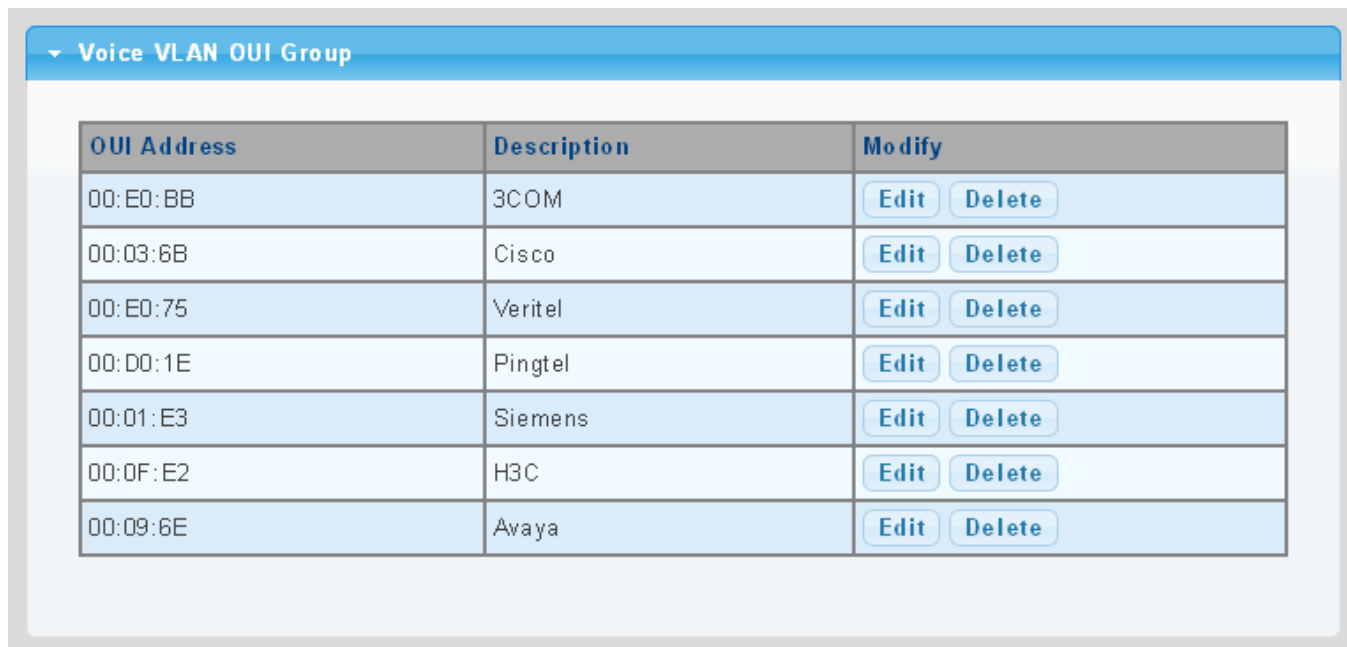 Voice VLAN OUI Group
OUI Address Description Modify
00:E0:BB 3COM Edit Delete
00:03:6B Cisco Edit Delete
00:E0:75 Veritel Edit Delete
00:D0:1E Pingtel Edit Delete
00:01:E3 Siemens Edit Delete
00:0F:E2 H3C Edit Delete
00:09:6E Avaya Edit Delete